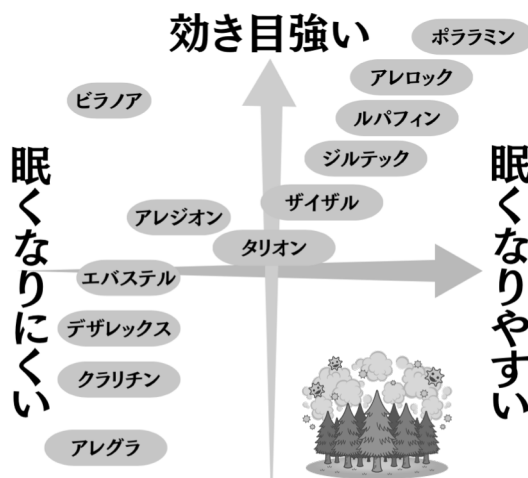 効き目強い
ポララミン
アレロック
ビラノア
ルパフィン
ジルテック
眠くなりにくい
眠くなりやすい
ザイザル
アレジオン
タリオン
エバステル
デザレックス
クラリチン
アレグラ